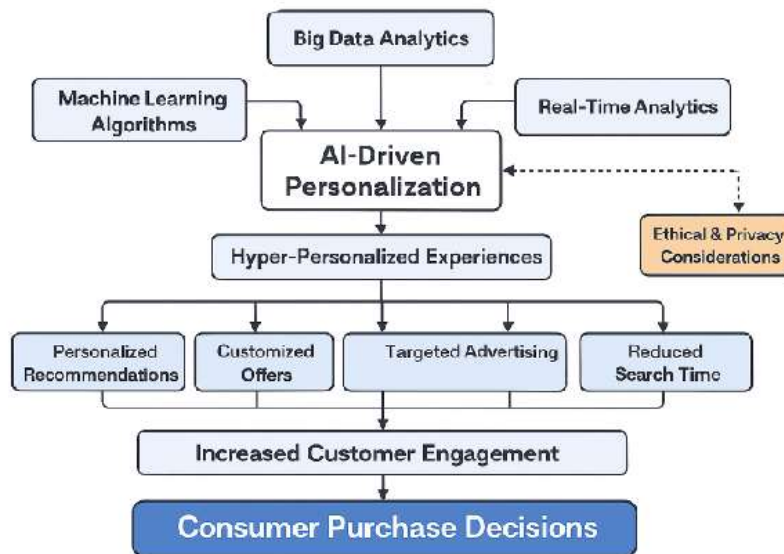 Big Data Analytics
Machine Learning
Algorithms
Real-Time Analytics
AI-Driven
Personalization
Ethical & Privacy
Considerations
Hyper-Personalized Experiences
Personalized
Recommendations
Customized
Offers
Targeted Advertising
Reduced
Search Time
Increased Customer Engagement
Consumer Purchase Decisions